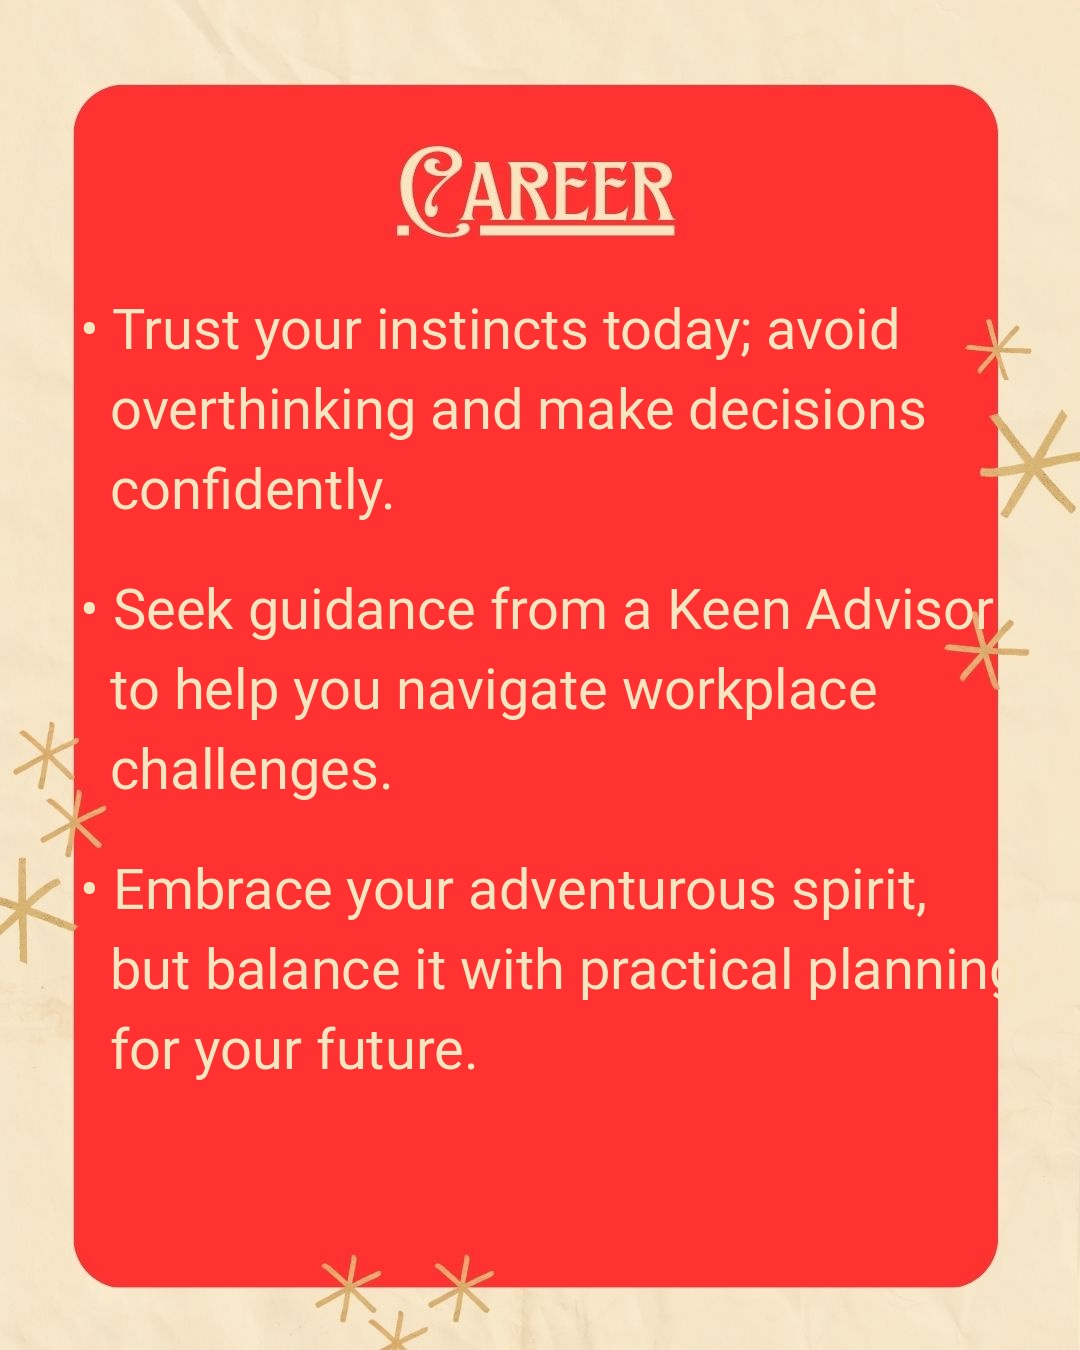 Career
• Trust your instincts today; avoid
overthinking and make decisions
confidently.
• Seek guidance from a Keen Advisor
to help you navigate workplace
challenges.
• Embrace your adventurous spirit,
but balance it with practical planning
for your future.